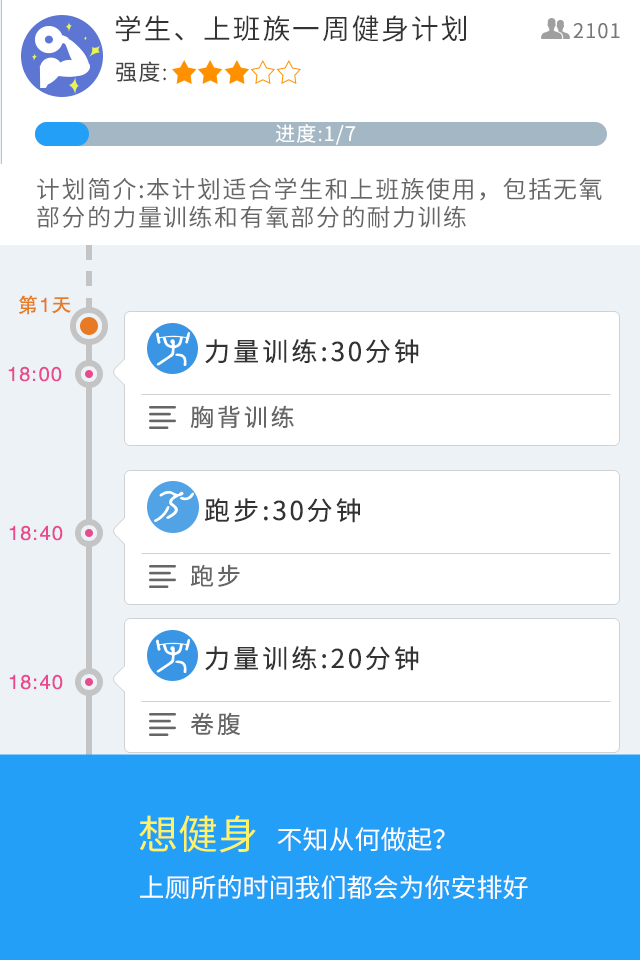 学生、上班族一周健身计划
2101
强度:
进度:1/7
计划简介:本计划适合学生和上班族使用，包括无氧
部分的力量训练和有氧部分的耐力训练
第1天
力量训练:30分钟
18:00
胸背训练
跑步:30分钟
18:40
跑步
力量训练:20分钟
18:40
卷腹
想健身 不知从何做起?
上厕所的时间我们都会为你安排好